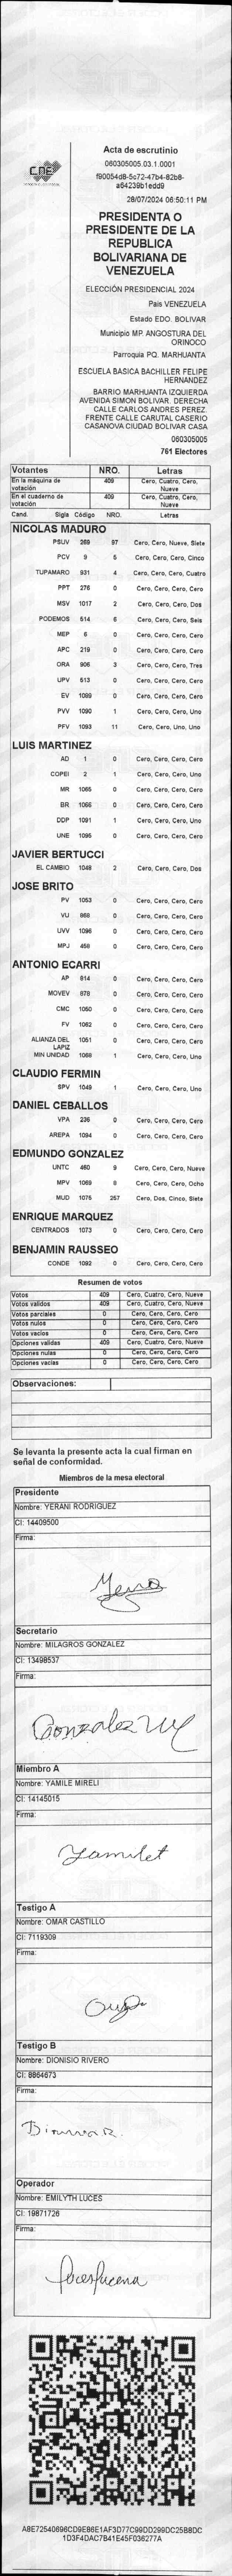 CNE
Acta de escrutinio
060305005.03.1.0001
f90054d8-5c72-47b4-82b8-
a64239b1edd9
28/07/2024 06:50:11 PM
PRESIDENTA O
PRESIDENTE DE LA
REPUBLICA
BOLIVARIANA DE
VENEZUELA
ELECCIÓN PRESIDENCIAL 2024
Pais VENEZUELA
Estado EDO. BOLIVAR
Municipio MP. ANGOSTURA DEL
ORINOCO
Parroquia PQ. MARHUANTA
ESCUELA BASICA BACHILLER FELIPE
HERNANDEZ
BARRIO MARHUANTA IZQUIERDA
AVENIDA SIMON BOLIVAR. DERECHA
CALLE CARLOS ANDRES PEREZ.
FRENTE CALLE CARUTAL CASERIO
CASANOVA CIUDAD BOLIVAR CASA
060305005
761 Electores
Votantes NRO. Letras
En la máquina de votación 409 Cero, Cuatro, Cero, Nueve
En el cuaderno de votación 409 Cero, Cuatro, Cero, Nueve
Cand. Sigla Código NRO. Letras
NICOLAS MADURO
PSUV 269 97 Cero, Cero, Nueve, Siete
PCV 9 5 Cero, Cero, Cero, Cinco
TUPAMARO 931 4 Cero, Cero, Cero, Cuatro
PPT 276 0 Cero, Cero, Cero, Cero
MSV 1017 2 Cero, Cero, Cero, Dos
PODEMOS 514 6 Cero, Cero, Cero, Seis
MEP 6 0 Cero, Cero, Cero, Cero
APC 219 0 Cero, Cero, Cero, Cero
ORA 906 3 Cero, Cero, Cero, Tres
UPV 513 0 Cero, Cero, Cero, Cero
EV 1089 0 Cero, Cero, Cero, Cero
PVV 1090 1 Cero, Cero, Cero, Uno
PFV 1093 11 Cero, Cero, Uno, Uno
LUIS MARTINEZ
AD 1 0 Cero, Cero, Cero, Cero
COPEI 2 1 Cero, Cero, Cero, Uno
MR 1065 0 Cero, Cero, Cero, Cero
BR 1066 0 Cero, Cero, Cero, Cero
DDP 1091 1 Cero, Cero, Cero, Uno
UNE 1095 0 Cero, Cero, Cero, Cero
JAVIER BERTUCCI
EL CAMBIO 1048 2 Cero, Cero, Cero, Dos
JOSE BRITO
PV 1053 0 Cero, Cero, Cero, Cero
VU 868 0 Cero, Cero, Cero, Cero
UVV 1096 0 Cero, Cero, Cero, Cero
MPJ 458 0 Cero, Cero, Cero, Cero
ANTONIO ECARRI
AP 814 0 Cero, Cero, Cero, Cero
MOVEV 878 0 Cero, Cero, Cero, Cero
CMC 1050 0 Cero, Cero, Cero, Cero
FV 1062 0 Cero, Cero, Cero, Cero
ALIANZA DEL LAPIZ 1051 0 Cero, Cero, Cero, Cero
MIN UNIDAD 1068 1 Cero, Cero, Cero, Uno
CLAUDIO FERMIN
SPV 1049 1 Cero, Cero, Cero, Uno
DANIEL CEBALLOS
VPA 236 0 Cero, Cero, Cero, Cero
AREPA 1094 0 Cero, Cero, Cero, Cero
EDMUNDO GONZALEZ
UNTC 460 9 Cero, Cero, Cero, Nueve
MPV 1069 8 Cero, Cero, Cero, Ocho
MUD 1075 257 Cero, Dos, Cinco, Siete
ENRIQUE MARQUEZ
CENTRADOS 1073 0 Cero, Cero, Cero, Cero
BENJAMIN RAUSSEO
CONDE 1092 0 Cero, Cero, Cero, Cero
Resumen de votos
Votos 409 Cero, Cuatro, Cero, Nueve
Votos validos 409 Cero, Cuatro, Cero, Nueve
Votos parciales 0 Cero, Cero, Cero, Cero
Votos nulos 0 Cero, Cero, Cero, Cero
Votos vacios 0 Cero, Cero, Cero, Cero
Opciones validas 409 Cero, Cuatro, Cero, Nueve
Opciones nulas 0 Cero, Cero, Cero, Cero
Opciones vacias 0 Cero, Cero, Cero, Cero
Observaciones:
Se levanta la presente acta la cual firman en
señal de conformidad.
Miembros de la mesa electoral
Presidente
Nombre: YERANI RODRIGUEZ
CI: 14409500
Firma:
Secretario
Nombre: MILAGROS GONZALEZ
CI: 13498537
Firma:
Gonzalez M
Miembro A
Nombre: YAMILE MIRELI
CI: 14145015
Firma:
Yamilet
Testigo A
Nombre: OMAR CASTILLO
CI: 7119309
Firma:
Testigo B
Nombre: DIONISIO RIVERO
CI: 8864673
Firma:
Operador
Nombre: EMILYTH LUCES
CI: 19871726
Firma:
A8E72540696CD9E86E1AF3D77C99DD299DC25B8DC
1D3F4DAC7B41E45F036277A